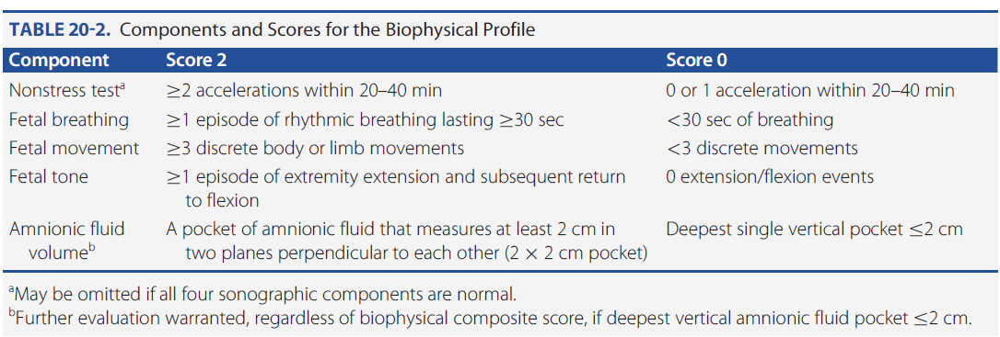 TABLE 20-2. Components and Scores for the Biophysical Profile
Component Score 2 Score 0
Nonstress testᵃ ≥2 accelerations within 20–40 min 0 or 1 acceleration within 20–40 min
Fetal breathing ≥1 episode of rhythmic breathing lasting ≥30 sec <30 sec of breathing
Fetal movement ≥3 discrete body or limb movements <3 discrete movements
Fetal tone ≥1 episode of extremity extension and subsequent return 0 extension/flexion events
to flexion
Amnionic fluid A pocket of amnionic fluid that measures at least 2 cm in Deepest single vertical pocket ≤2 cm
volumeᵇ two planes perpendicular to each other (2 × 2 cm pocket)
ᵃMay be omitted if all four sonographic components are normal.
ᵇFurther evaluation warranted, regardless of biophysical composite score, if deepest vertical amnionic fluid pocket ≤2 cm.